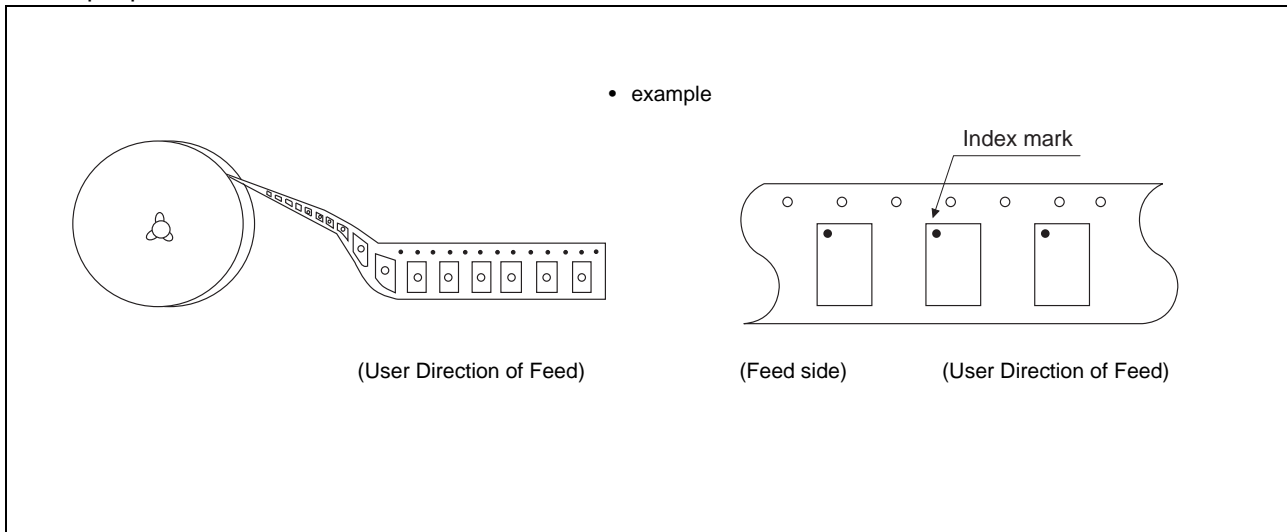 • example
Index mark
(User Direction of Feed)
(Feed side)
(User Direction of Feed)